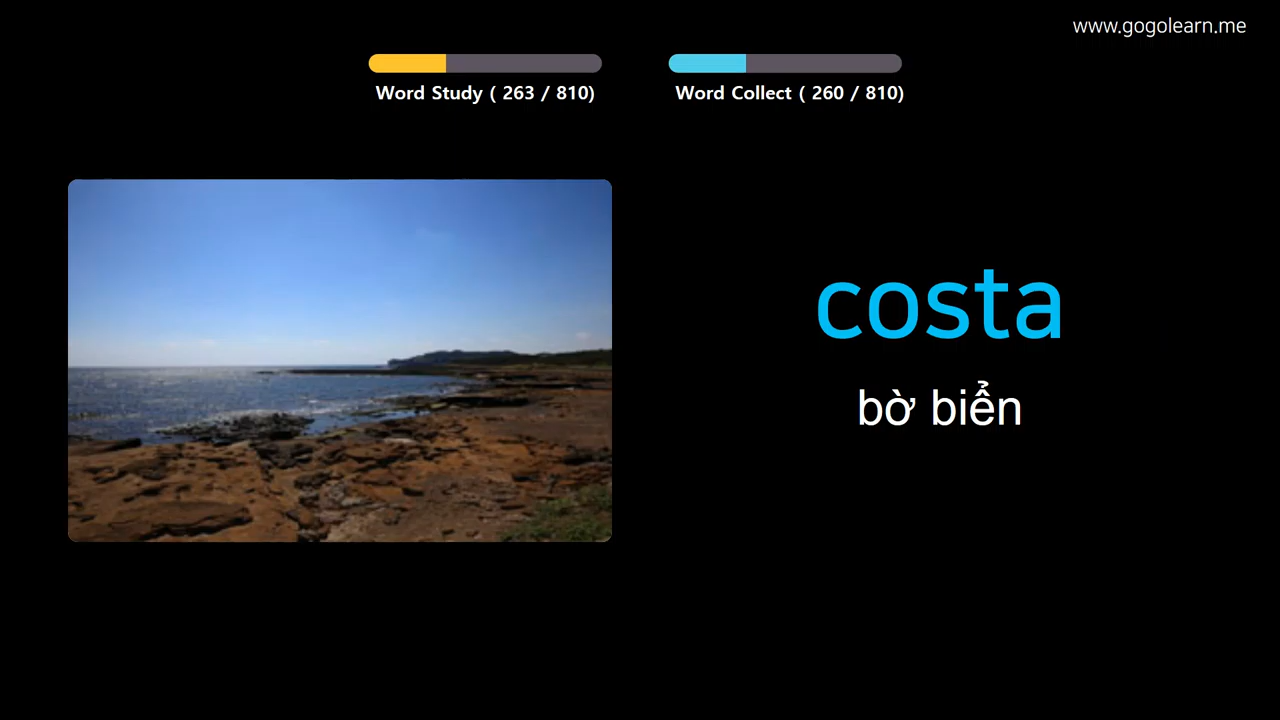 www.gogolearn.me
Word Study ( 263 / 810)
Word Collect ( 260 / 810)
costa
bờ biển